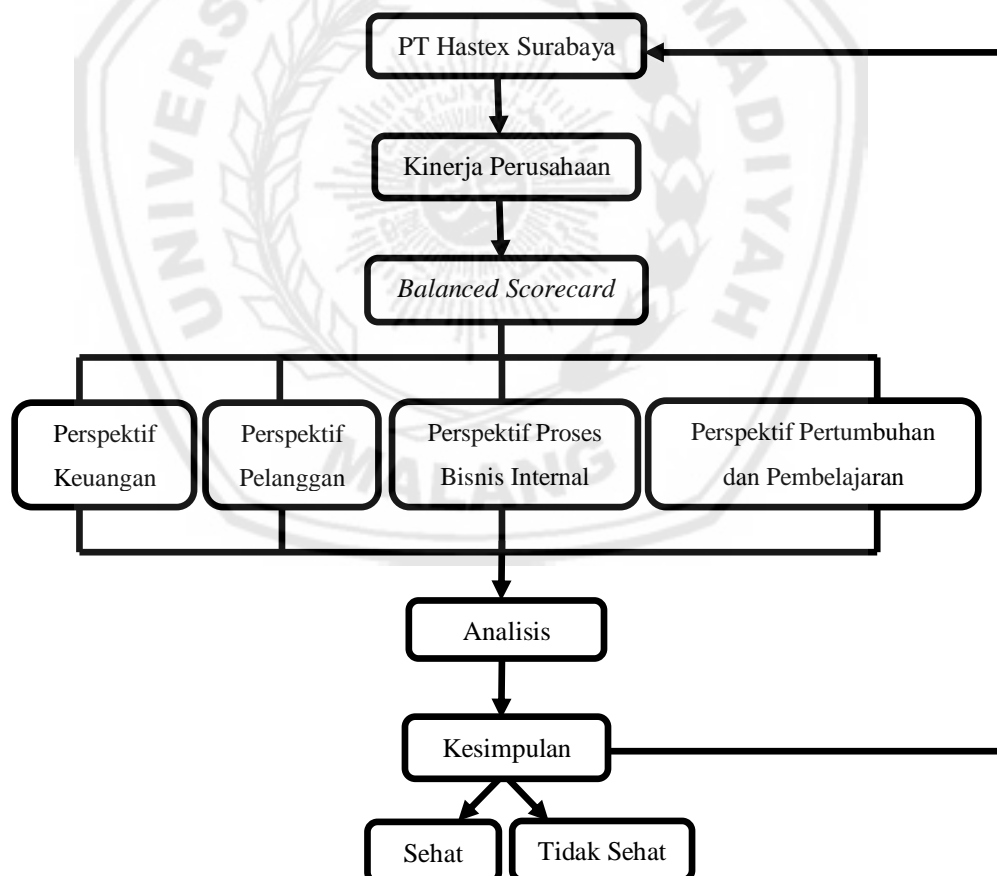 PT Hastex Surabaya
Kinerja Perusahaan
Balanced Scorecard
Perspektif
Keuangan
Perspektif
Pelanggan
Perspektif Proses
Bisnis Internal
Perspektif Pertumbuhan
dan Pembelajaran
MALANG
Analisis
Kesimpulan
Sehat
Tidak Sehat